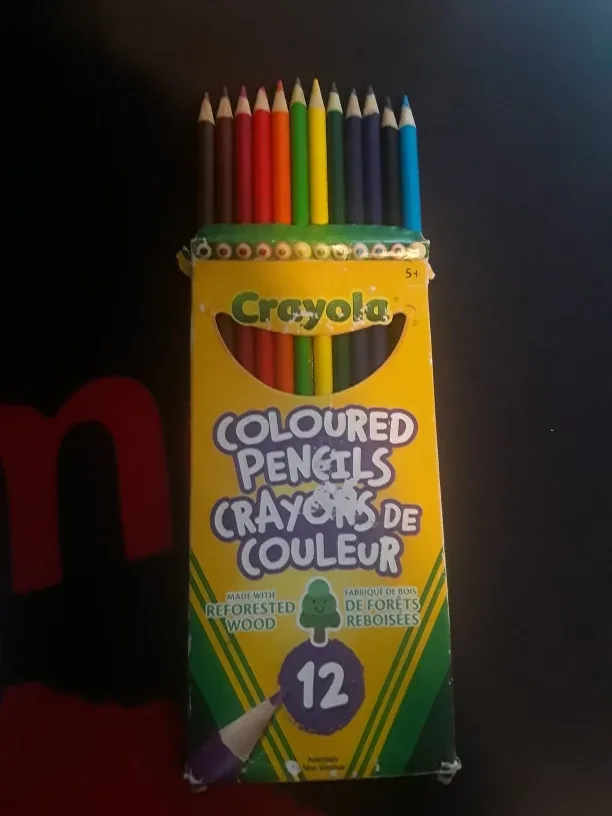 5+
Crayola
COLOURED
PENCILS
CRAYONS DE
COULEUR
MADE WITH
REFORESTED
WOOD
FABRIQUÉ DE BOIS
DE FORÊTS
REBOISÉES
12